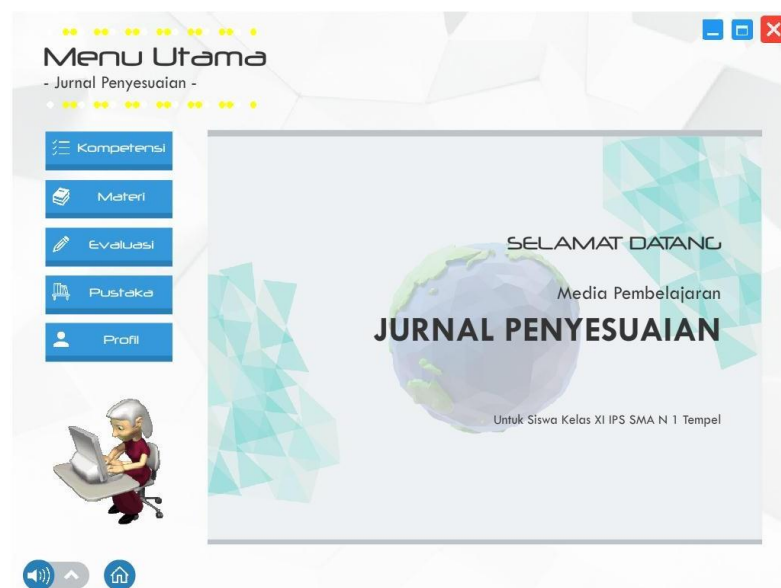 Menu Utama
- Jurnal Penyesuaian -
Kompetensi
Materi
Evaluasi
Pustaka
Profil
SELAMAT DATANG
Media Pembelajaran
JURNAL PENYESUAIAN
Untuk Siswa Kelas XI IPS SMA N 1 Tempel